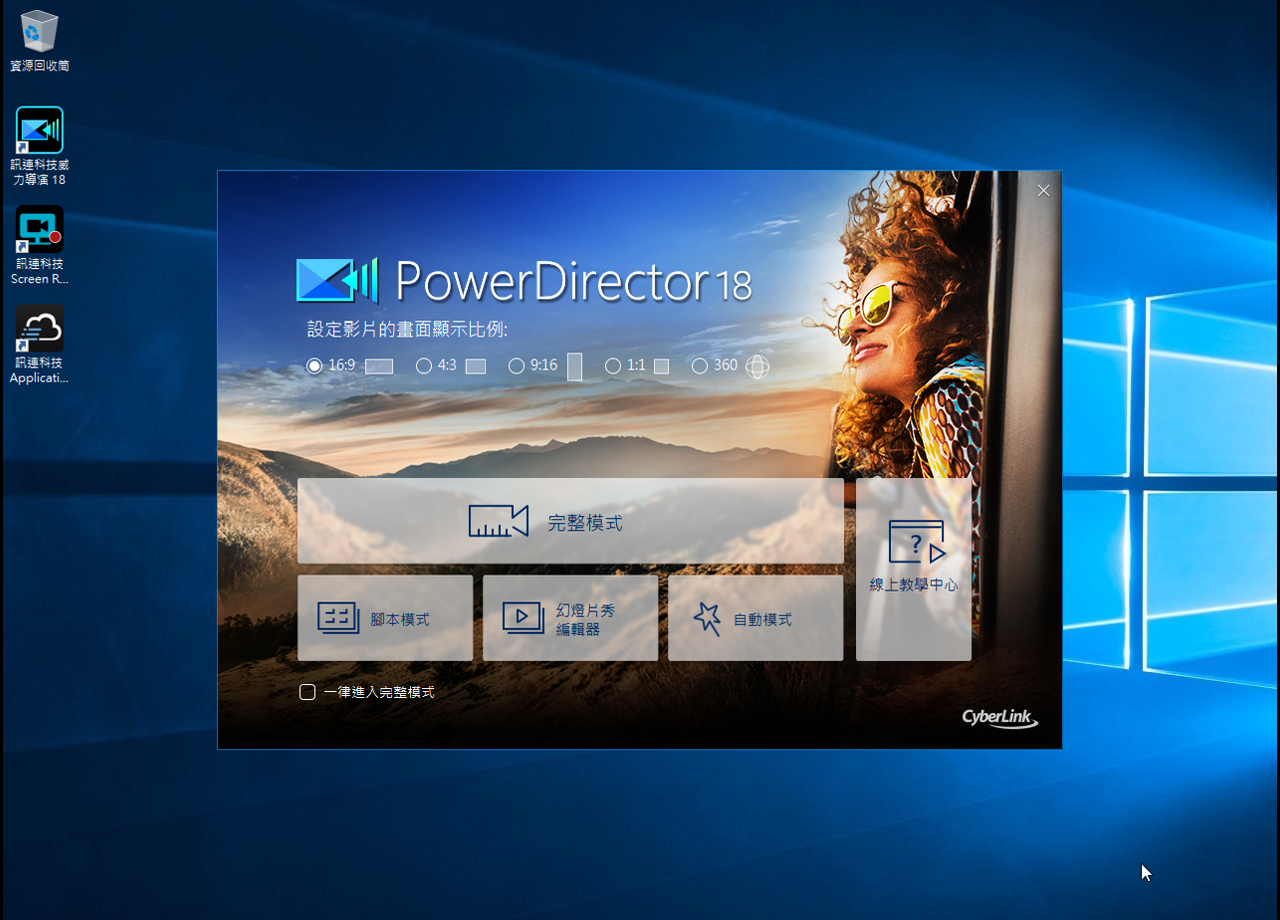 資源回收筒
訊連科技威
力導演 18
訊連科技
Screen R...
訊連科技
Applicati...
PowerDirector 18
設定影片的畫面顯示比例:
16:9
4:3
9:16
1:1
360
完整模式
腳本模式
幻燈片秀
編輯器
自動模式
?
線上教學中心
一律進入完整模式
CyberLink